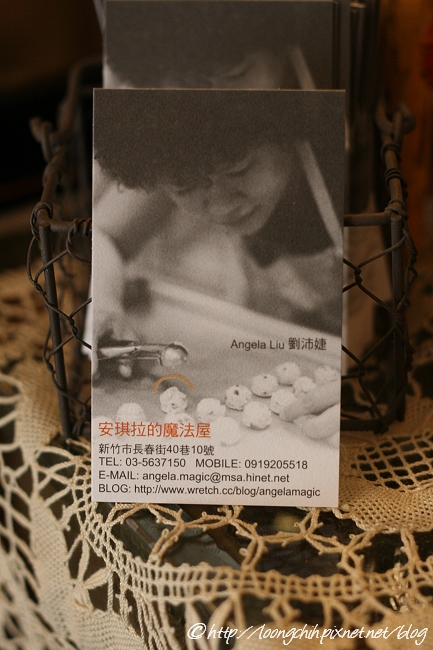 Angela Liu 劉沛婕
安琪拉的魔法屋
新竹市長春街40巷10號
TEL: 03-5637150 MOBILE: 0919205518
E-MAIL: angela.magic@msa.hinet.net
BLOG: http://www.wretch.cc/blog/angelamagic
©http://loongchih.pixnet.net/blog